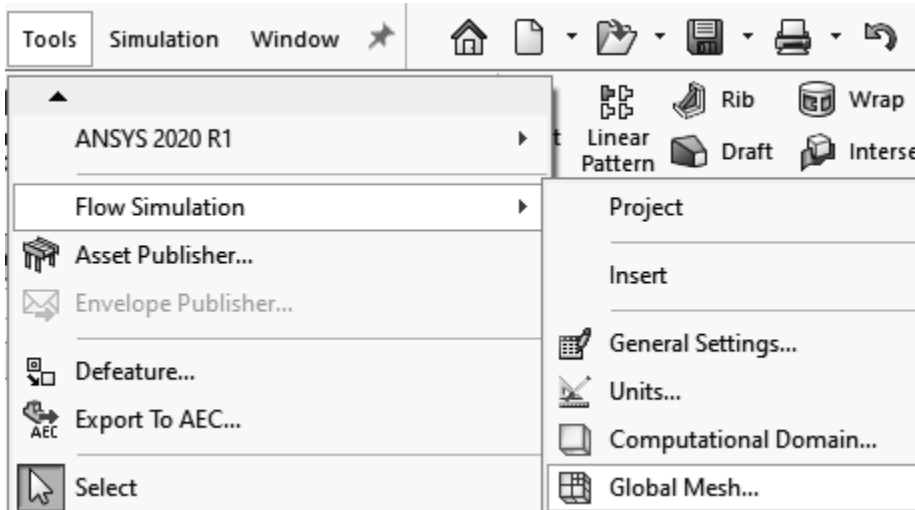 Tools Simulation Window
Rib Wrap
ANSYS 2020 R1
Linear
Pattern
Draft
Flow Simulation
Project
Asset Publisher...
Insert
Envelope Publisher...
General Settings...
Defeature...
Units...
Export To AEC...
AEC
Computational Domain...
Select
Global Mesh...